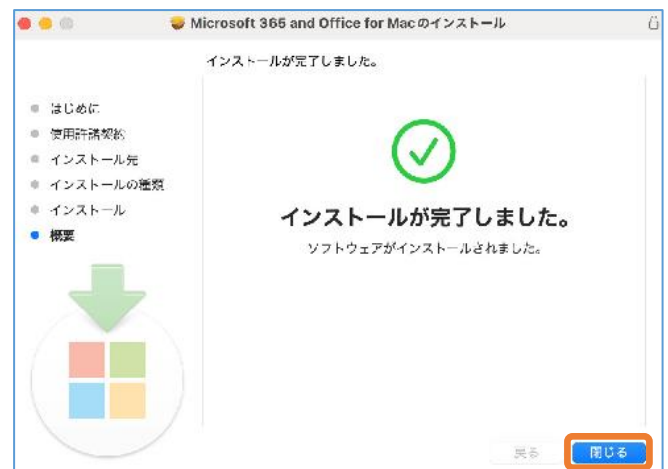 Microsoft 365 and Office for Macのインストール
インストールが完了しました。
はじめに
使用許諾契約
インストール先
インストールの種類
インストール
概要
インストールが完了しました。
ソフトウェアがインストールされました。
戻る
閉じる